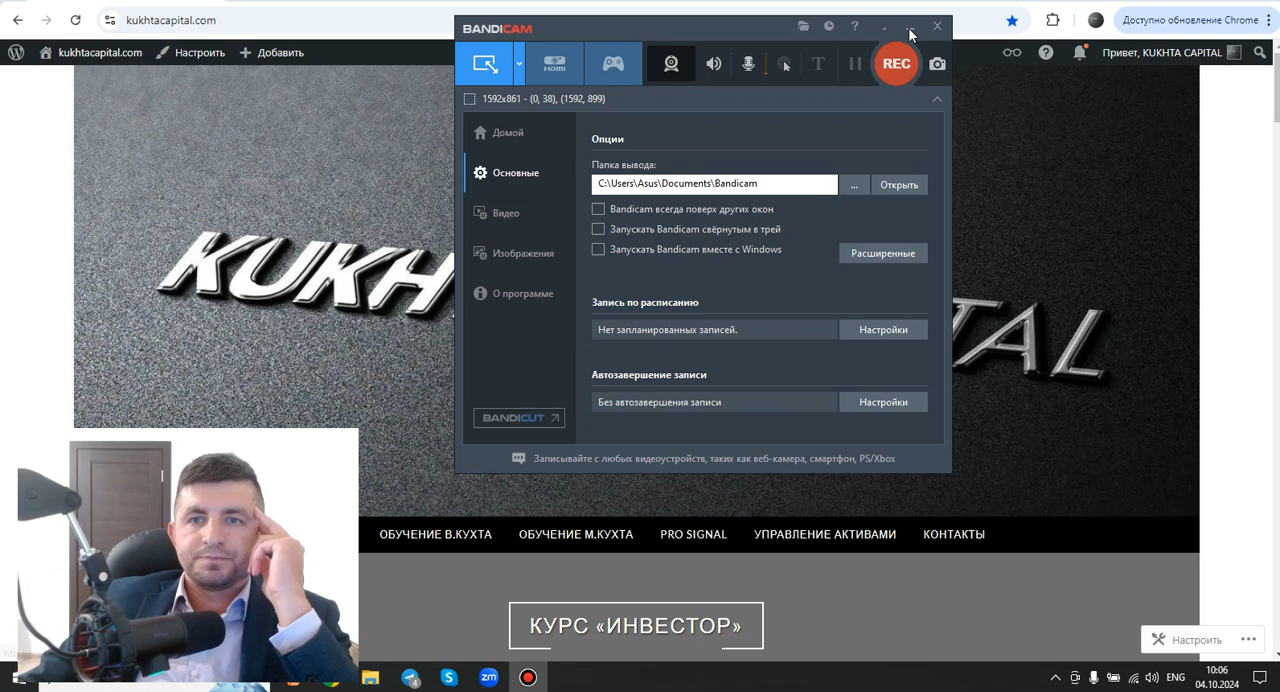 kukhtacapital.com
Доступно обновление Chrome
kukhtacapital.com
Настроить
Добавить
Привет, KUKHTA CAPITAL
BANDICAM
HDMI
REC
1592x861 - (0, 38), (1592, 899)
Домой
Основные
Видео
Изображения
О программе
BANDICUT
Опции
Папка вывода:
C:\Users\Asus\Documents\Bandicam
...
Открыть
Bandicam всегда поверх других окон
Запускать Bandicam свёрнутым в трей
Запускать Bandicam вместе с Windows
Расширенные
Запись по расписанию
Нет запланированных записей.
Настройки
Автозавершение записи
Без автозавершения записи
Настройки
Записывайте с любых видеоустройств, таких как веб-камера, смартфон, PS/Xbox
KUKH
TAL
ОБУЧЕНИЕ В.КУХТА
ОБУЧЕНИЕ М.КУХТА
PRO SIGNAL
УПРАВЛЕНИЕ АКТИВАМИ
КОНТАКТЫ
КУРС «ИНВЕСТОР»
Настроить
zm
ENG
10:06
04.10.2024